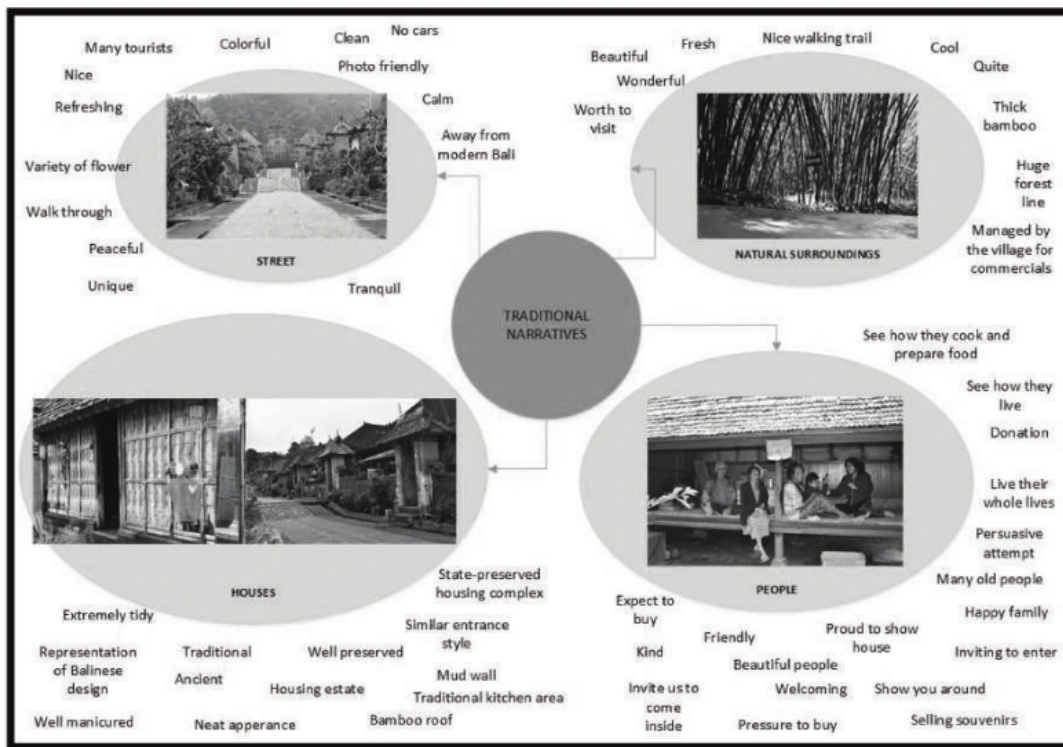 Many tourists
Colorful
Clean
No cars
Nice
Photo friendly
Refreshing
Calm
Away from
modern Bali
Variety of flower
Walk through
Peaceful
Unique
Tranquil
STREET
Beautiful
Fresh
Nice walking trail
Cool
Quite
Wonderful
Worth to
visit
Thick
bamboo
Huge
forest
line
Managed by
the village for
commercials
NATURAL SURROUNDINGS
TRADITIONAL
NARRATIVES
HOUSES
State-preserved
housing complex
Extremely tidy
Similar entrance
style
Representation
of Balinese
design
Traditional
Well preserved
Ancient
Mud wall
Housing estate
Traditional kitchen area
Well manicured
Neat apperance
Bamboo roof
See how they cook and
prepare food
See how they
live
Donation
Live their
whole lives
Persuasive
attempt
Many old people
PEOPLE
Expect to
buy
Happy family
Friendly
Proud to show
house
Kind
Inviting to enter
Beautiful people
Invite us to
come
inside
Welcoming
Show you around
Pressure to buy
Selling souvenirs